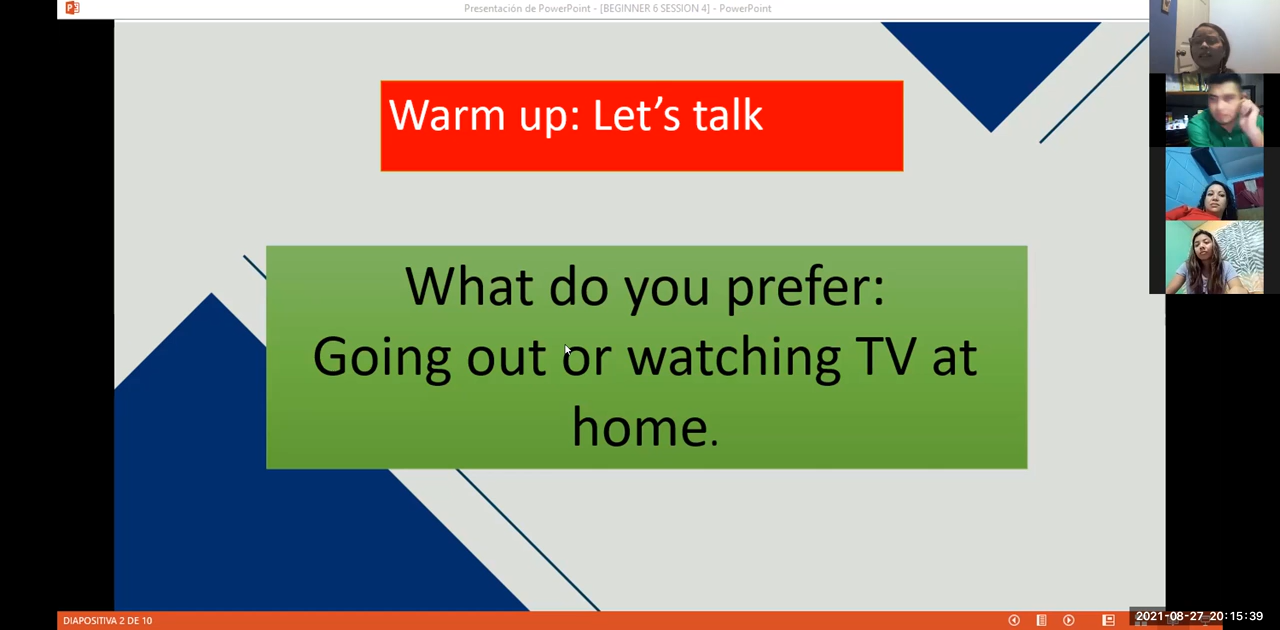 Presentación de PowerPoint - [BEGINNER 6 SESSION 4] - PowerPoint
Warm up: Let’s talk
What do you prefer:
Going out or watching TV at
home.
DIAPOSITIVA 2 DE 10
2021-08-27 20:15:39